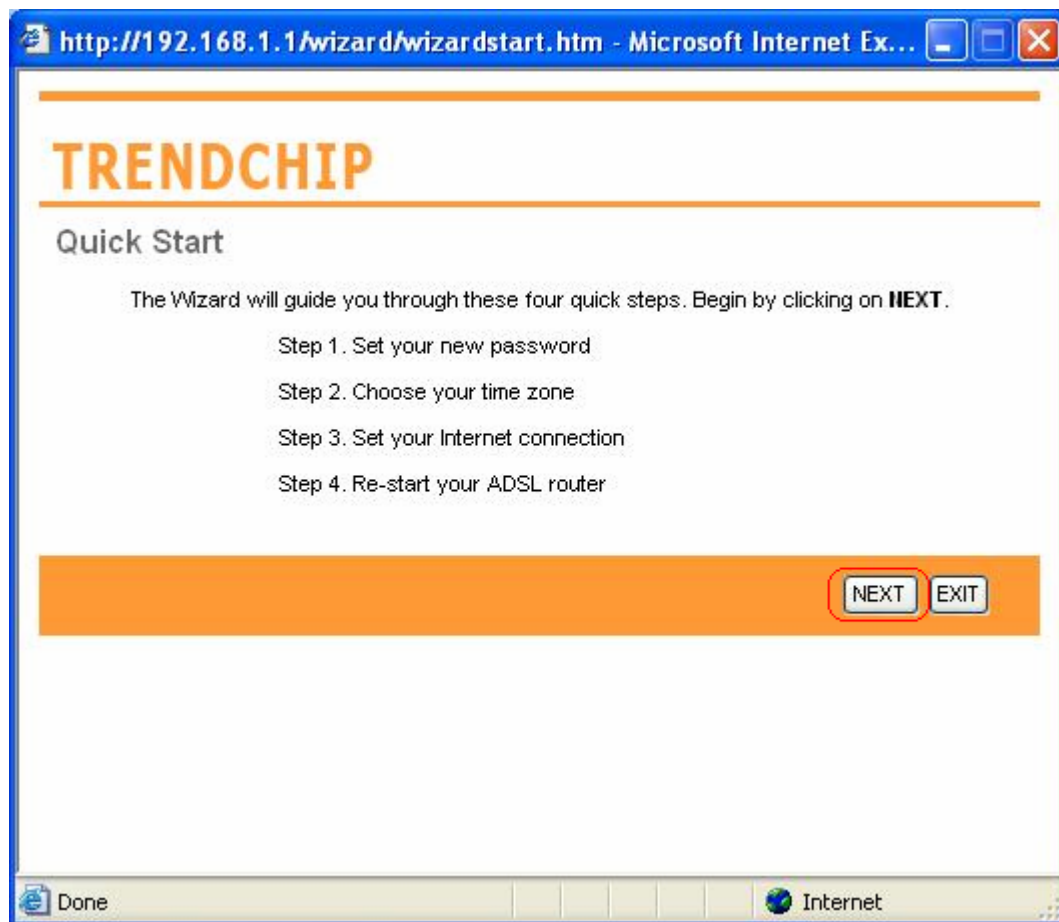 http://192.168.1.1/wizard/wizardstart.htm - Microsoft Internet Ex...
TRENDCHIP
Quick Start
The Wizard will guide you through these four quick steps. Begin by clicking on NEXT.
Step 1. Set your new password
Step 2. Choose your time zone
Step 3. Set your Internet connection
Step 4. Re-start your ADSL router
NEXT EXIT
Done Internet